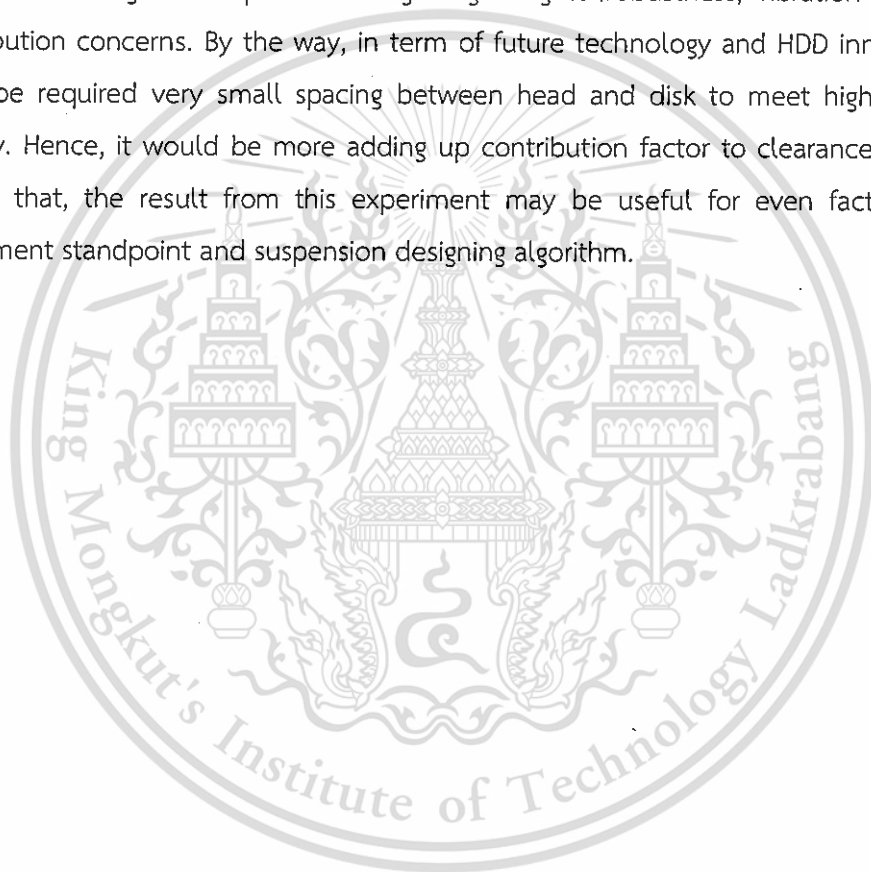 bution concerns. By the way, in term of future technology and HDD inn
be required very small spacing between head and disk to meet high
y. Hence, it would be more adding up contribution factor to clearance
that, the result from this experiment may be useful for even fact
ment standpoint and suspension designing algorithm.
King Mongkut's Institute of Technology Ladkrabang